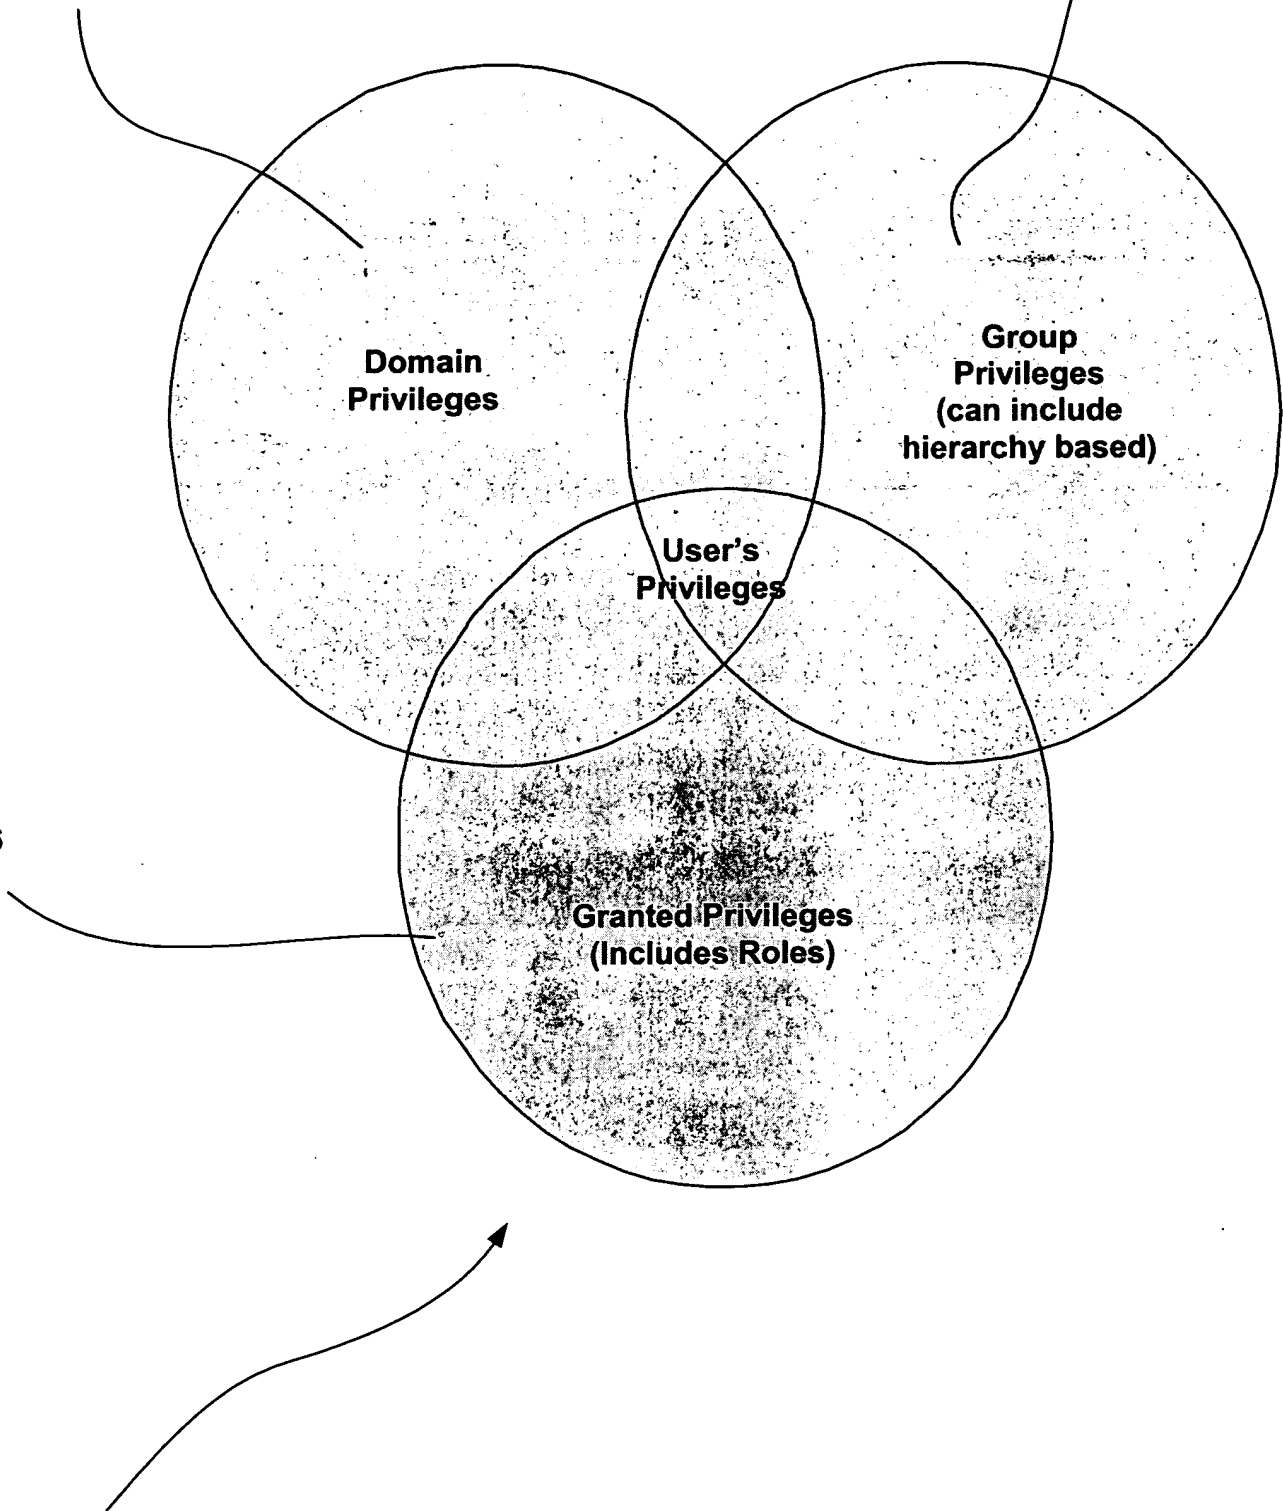 Domain
Privileges
Group
Privileges
(can include
hierarchy based)
User's
Privileges
Granted Privileges
(Includes Roles)